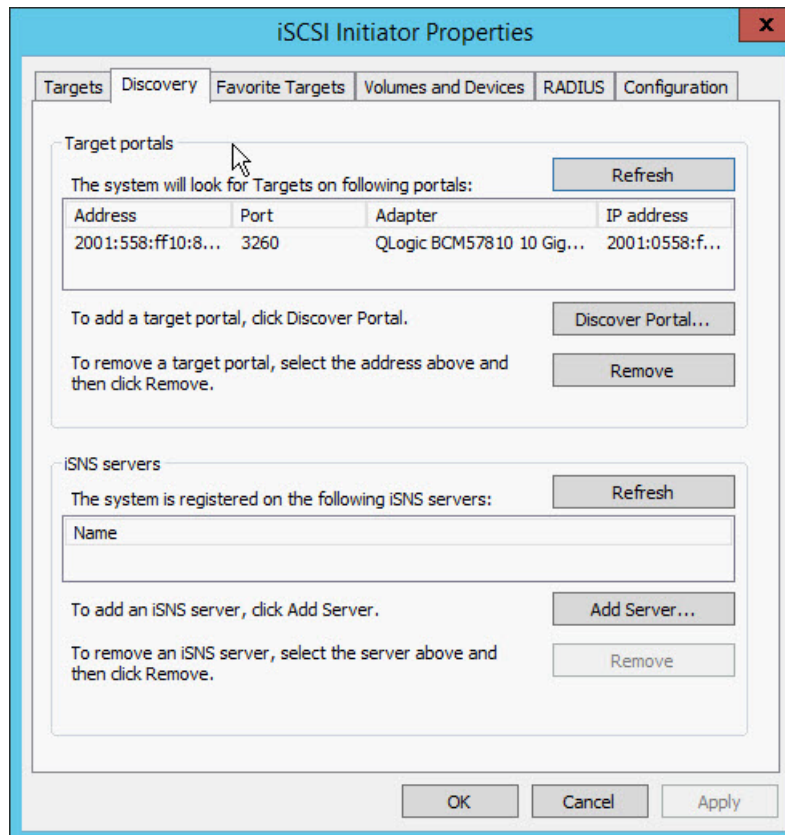 iSCSI Initiator Properties
x
Targets Discovery Favorite Targets Volumes and Devices RADIUS Configuration
Target portals
The system will look for Targets on following portals:
Refresh
Address Port Adapter IP address
2001:558:ff10:8... 3260 QLogic BCM57810 10 Gig... 2001:0558:f...
To add a target portal, click Discover Portal.
Discover Portal...
To remove a target portal, select the address above and
then click Remove.
Remove
iSNS servers
The system is registered on the following iSNS servers:
Refresh
Name
To add an iSNS server, click Add Server.
Add Server...
To remove an iSNS server, select the server above and
then click Remove.
Remove
OK Cancel Apply